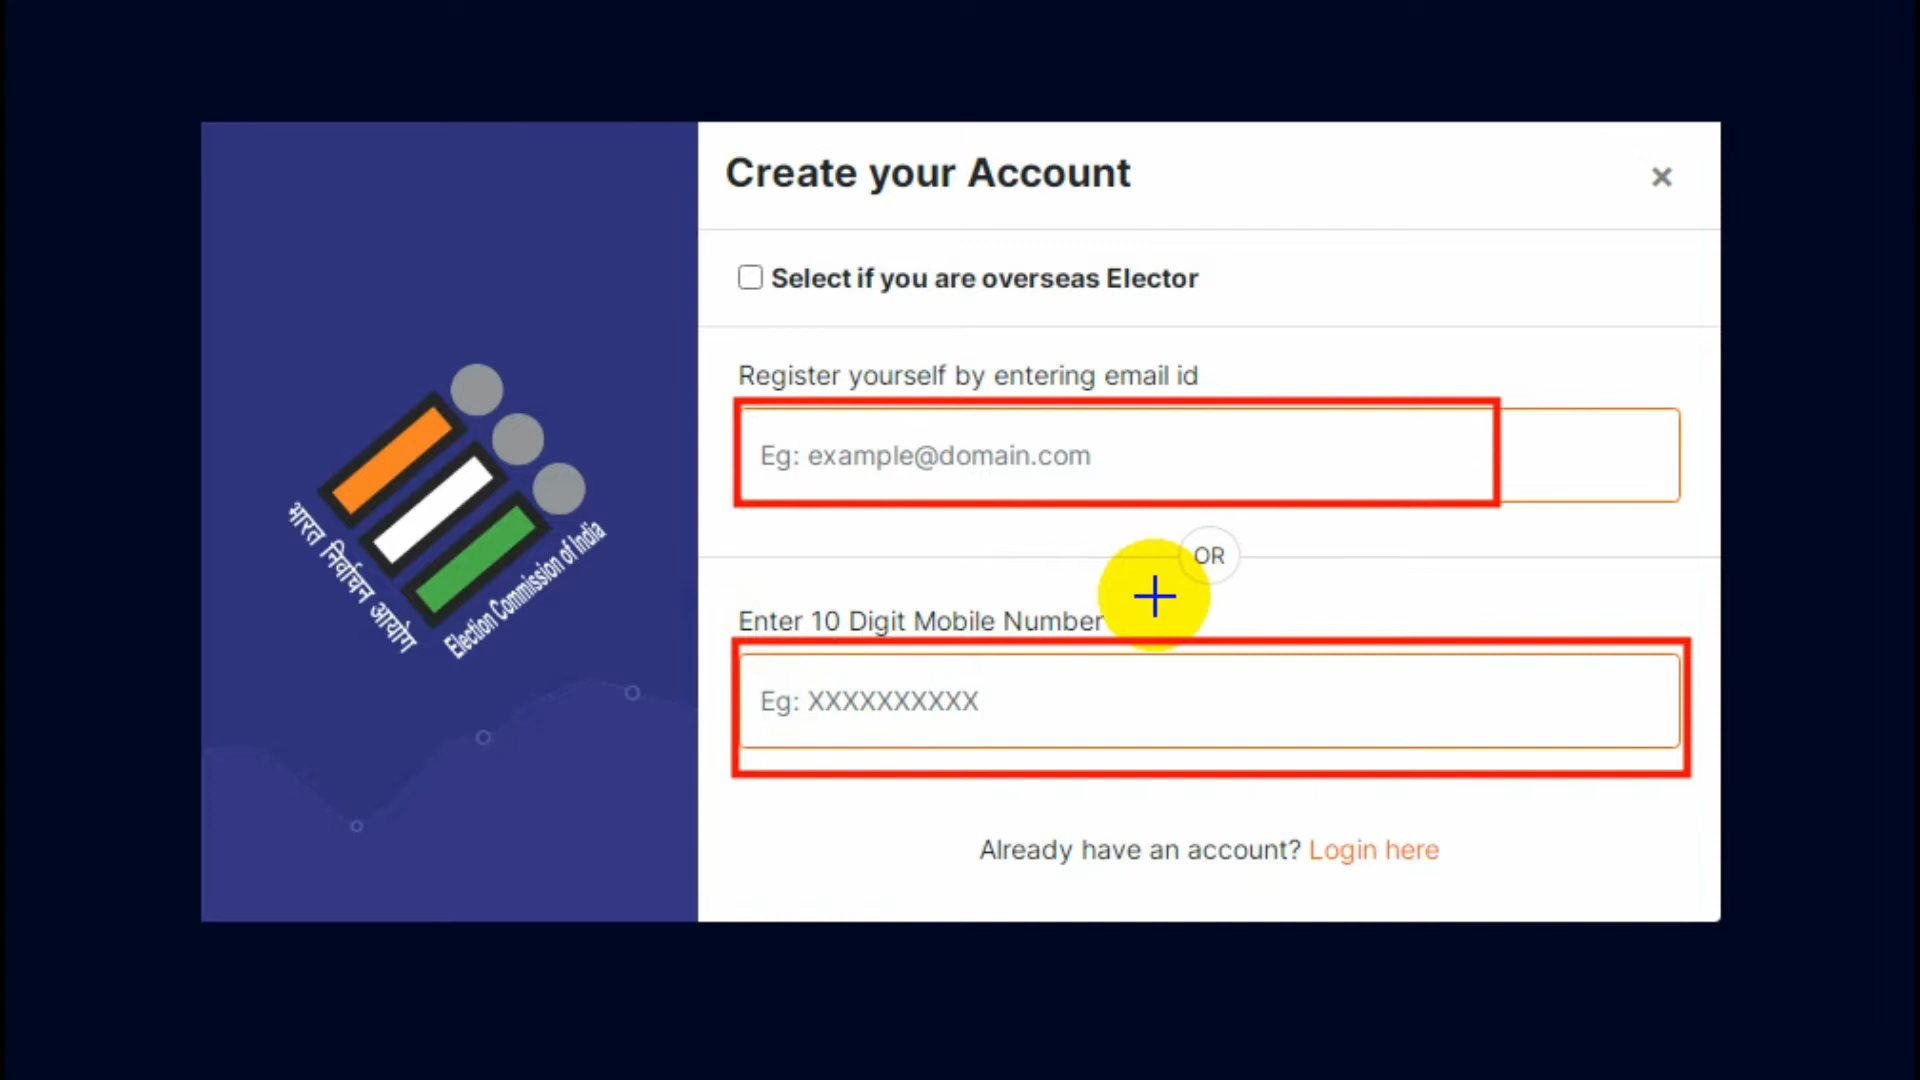 Create your Account
×
Select if you are overseas Elector
Register yourself by entering email id
Eg: example@domain.com
OR
Enter 10 Digit Mobile Number
Eg: XXXXXXXXXX
Already have an account? Login here
भारत निर्वाचन आयोग
Election Commission of India